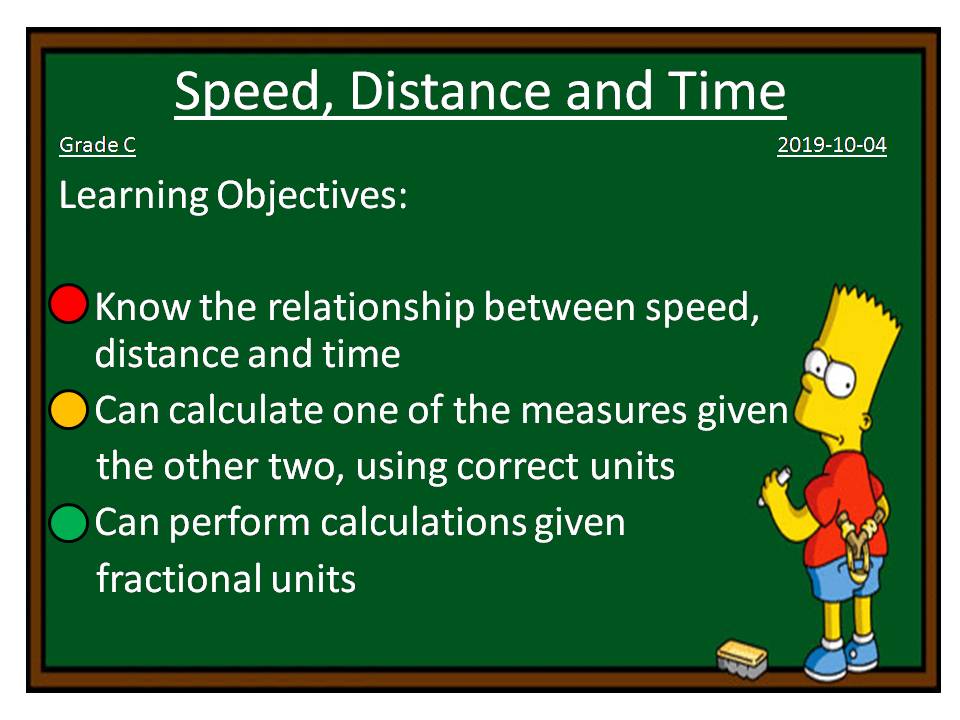 Speed, Distance and Time
Grade C
2019-10-04
Learning Objectives:
Know the relationship between speed,
distance and time
Can calculate one of the measures given
the other two, using correct units
Can perform calculations given
fractional units